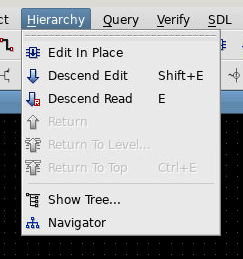 ct Hierarchy Query Verify SDL
Edit In Place
Descend Edit Shift+E
Descend Read E
Return
Return To Level...
Return To Top Ctrl+E
Show Tree...
Navigator